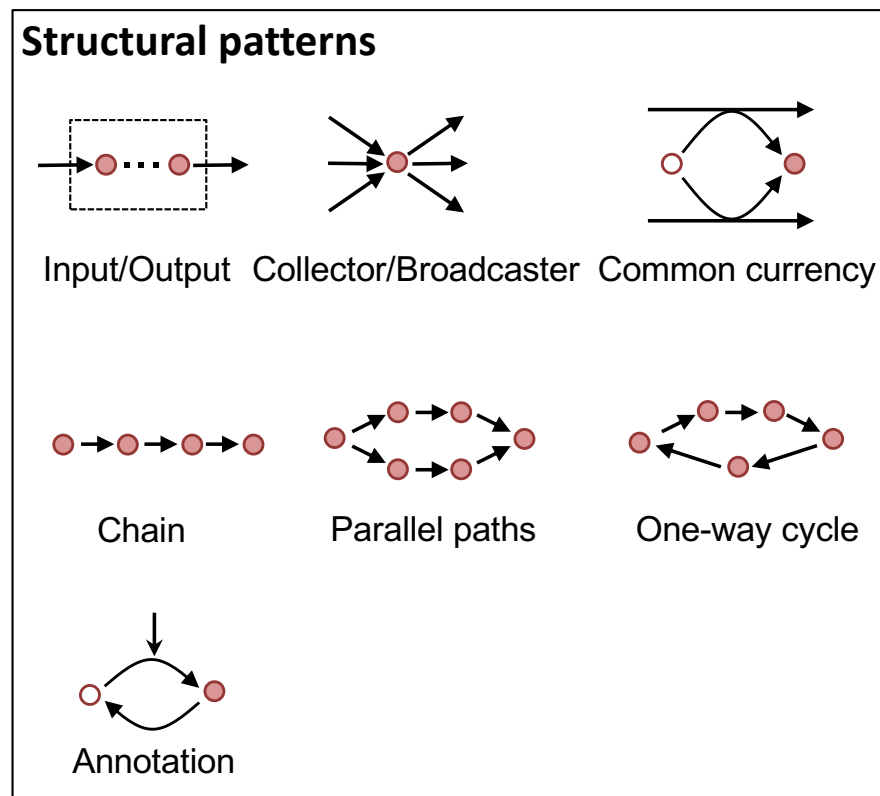 Structural patterns
Input/Output
Collector/Broadcaster
Common currency
Chain
Parallel paths
One-way cycle
Annotation